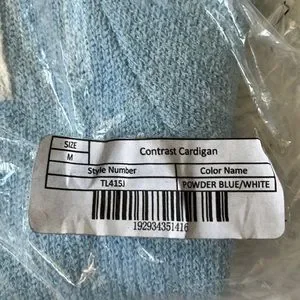 SIZE
Contrast Cardigan
M
Style Number Color Name
TL415J POWDER BLUE/WHITE
192934351416